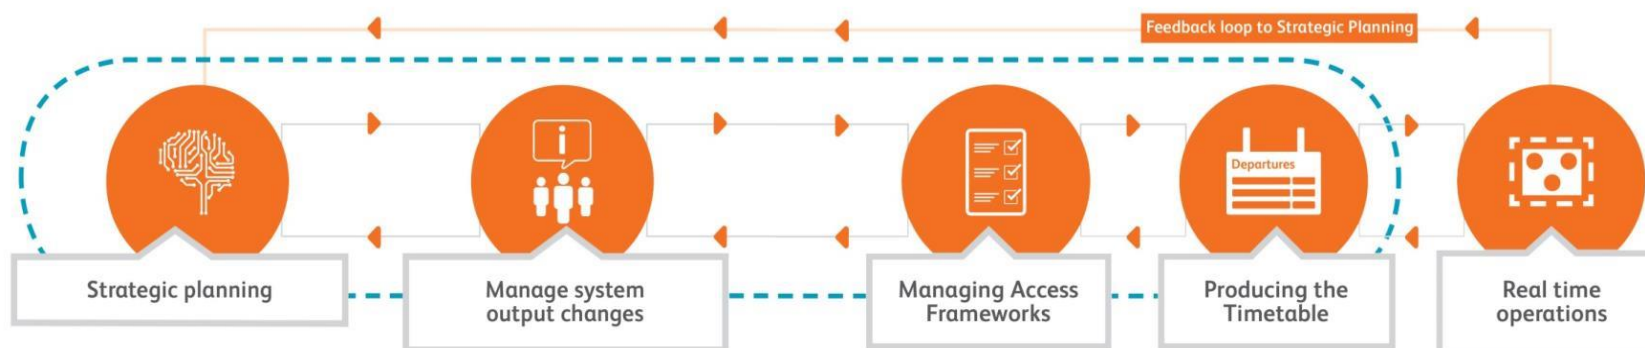 Feedback loop to Strategic Planning
i
Departures
Strategic planning
Manage system
output changes
Managing Access
Frameworks
Producing the
Timetable
Real time
operations